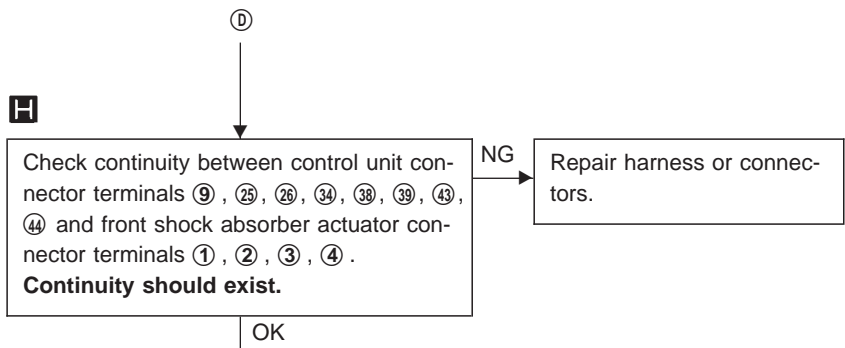 Ⓓ
H
Check continuity between control unit con-
nector terminals ⑨ , ㉕, ㉖, ㉞, ㊳, ㊴, ㊸,
㊹ and front shock absorber actuator con-
nector terminals ① , ② , ③ , ④ .
Continuity should exist.
NG
Repair harness or connec-
tors.
OK